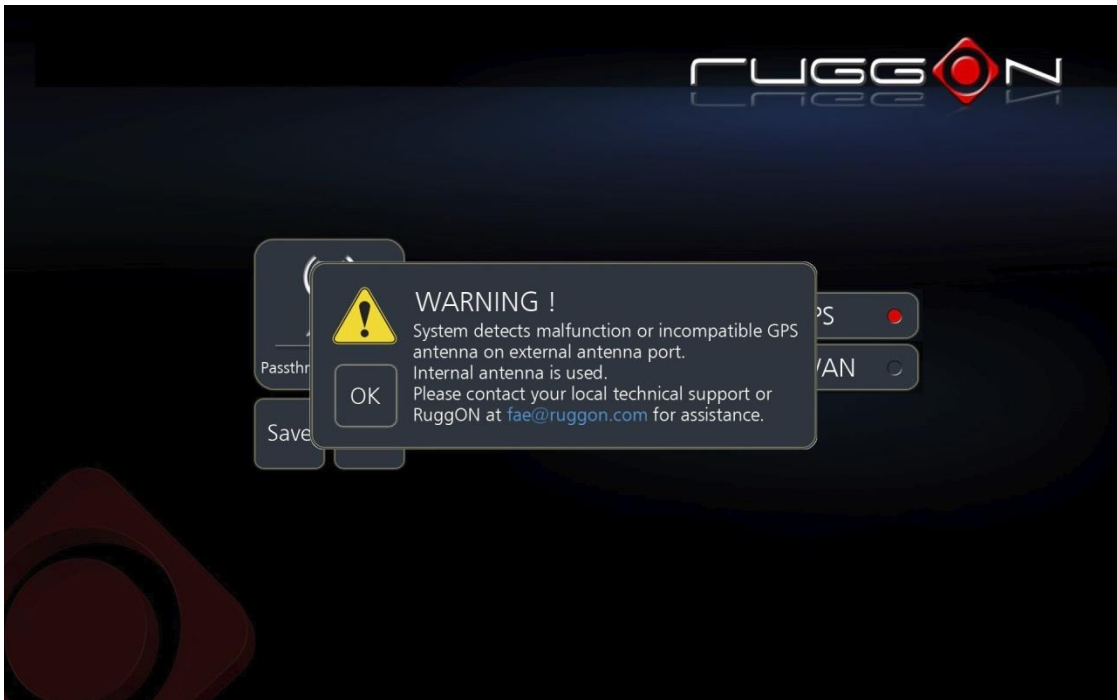 RUGGON
WARNING !
System detects malfunction or incompatible GPS
antenna on external antenna port.
Internal antenna is used.
Please contact your local technical support or
RuggON at fae@ruggon.com for assistance.
OK
Save